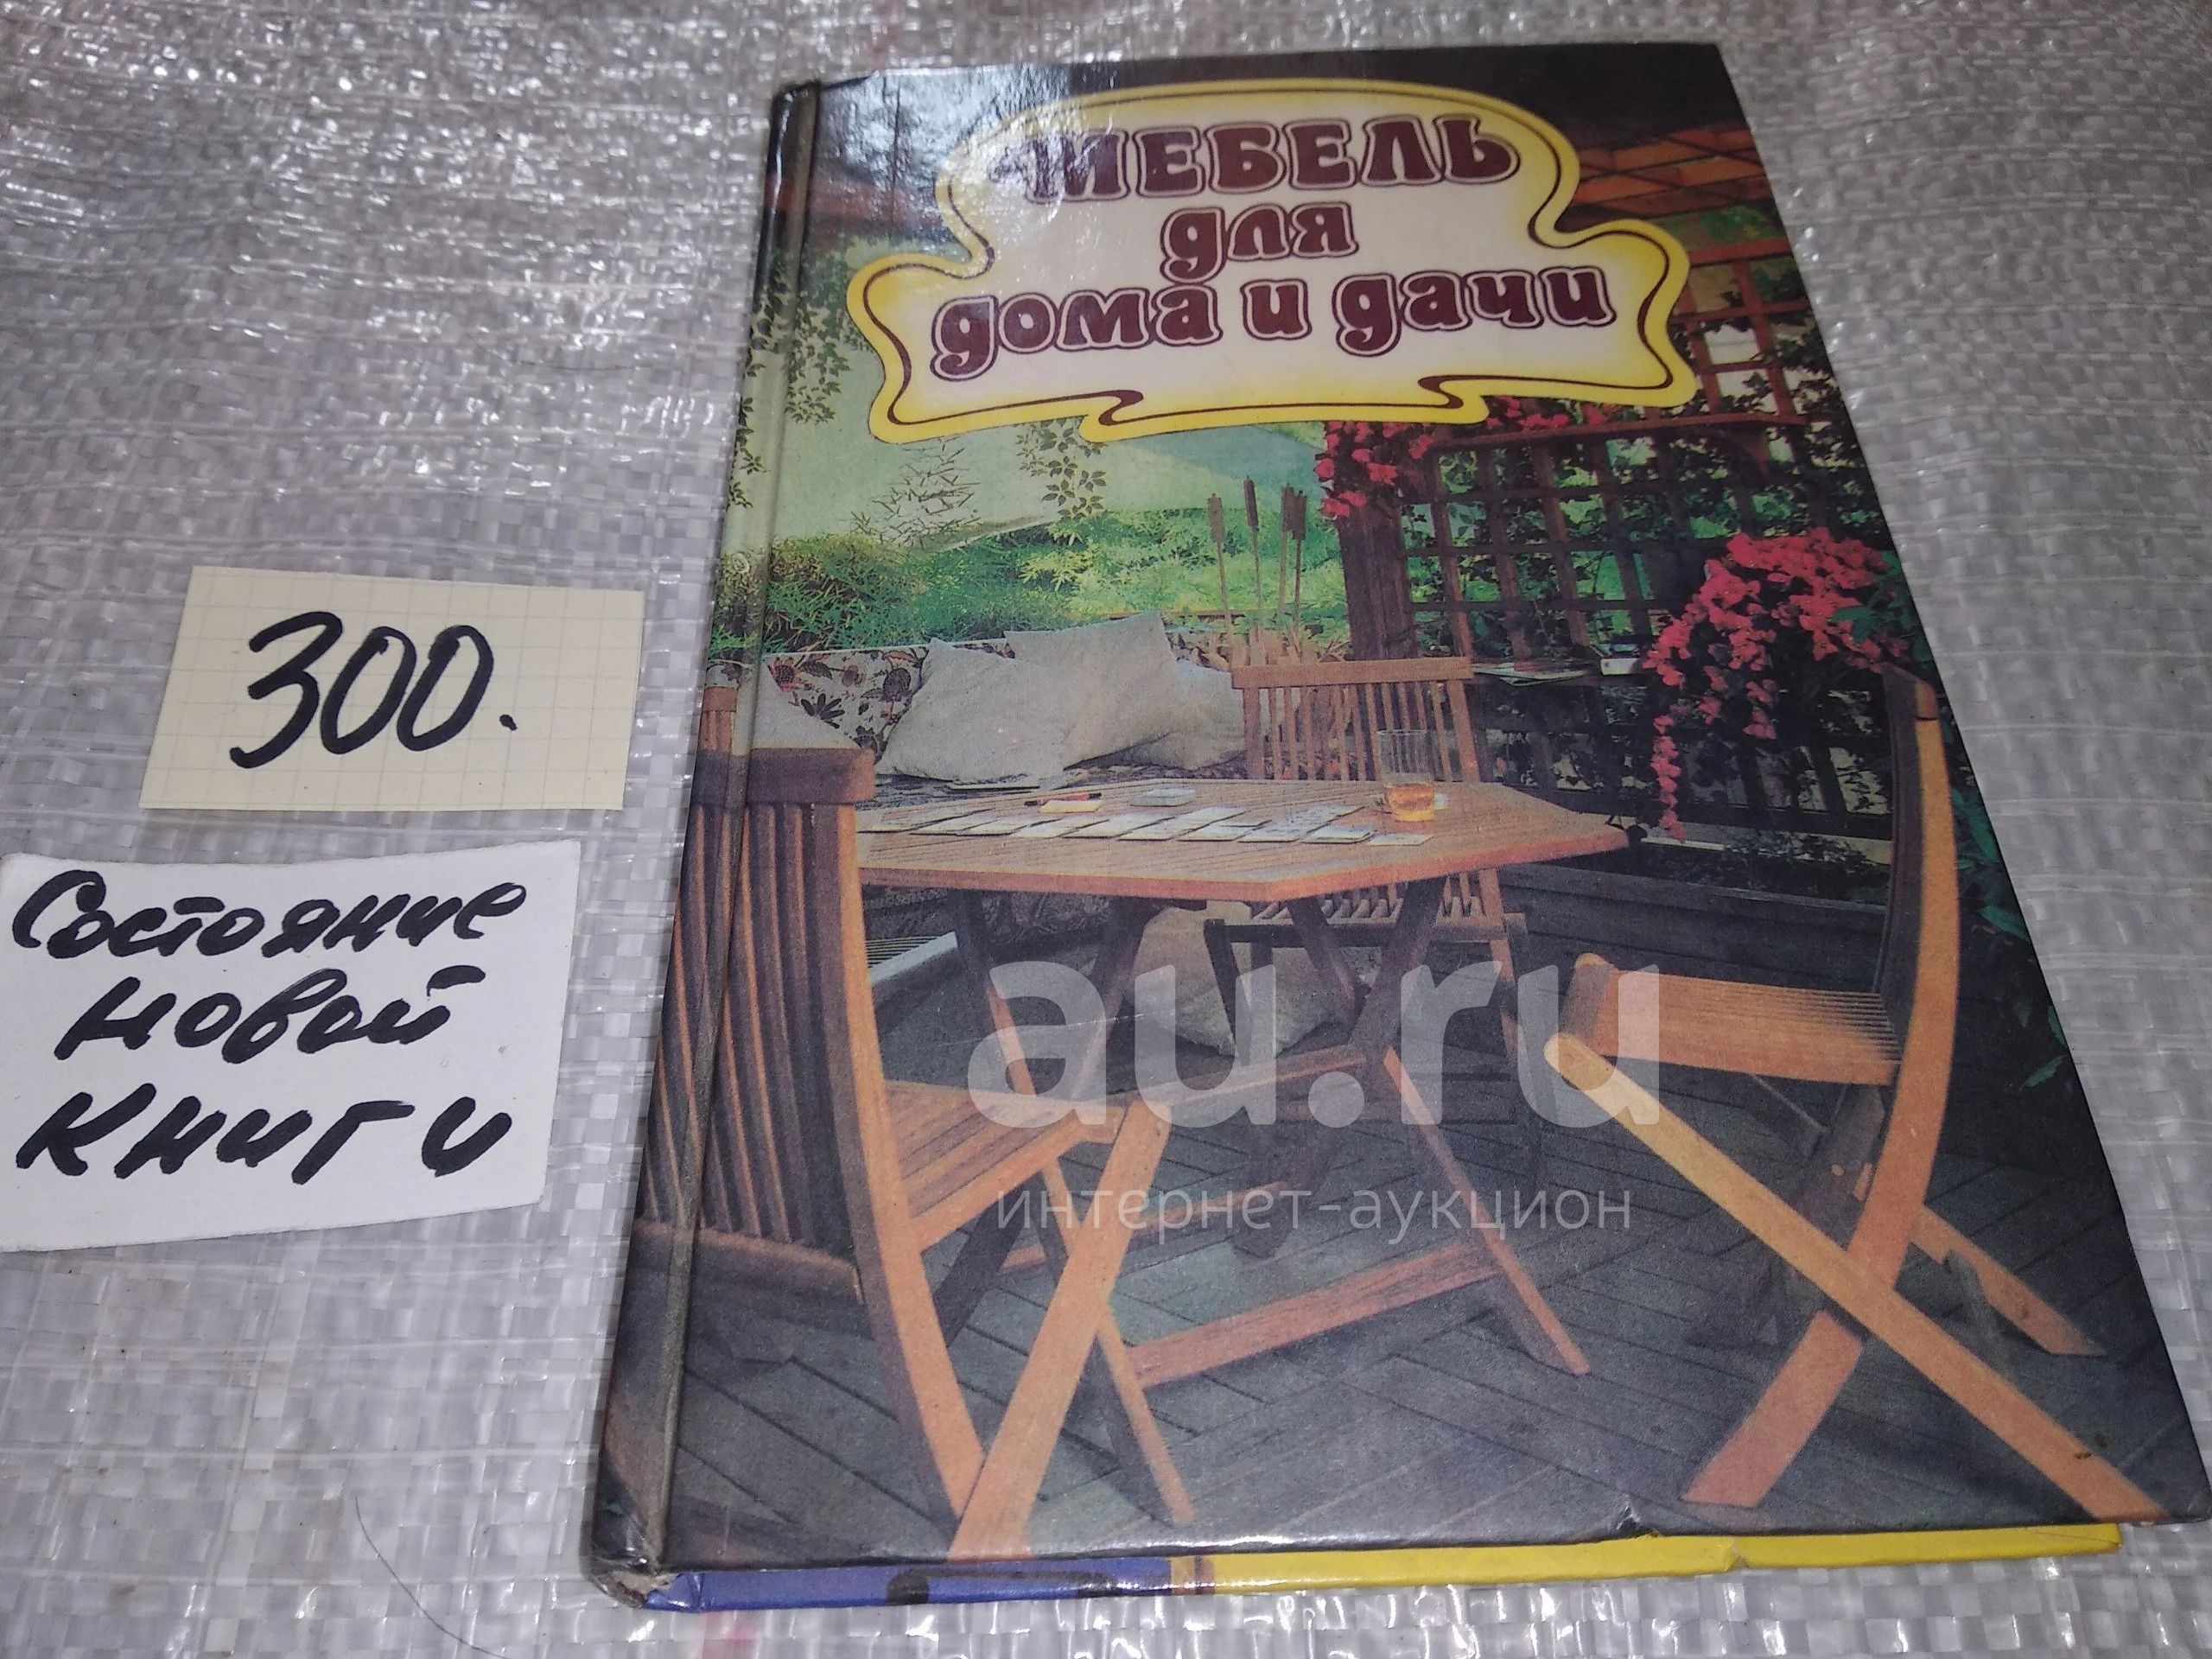 МЕБЕЛЬ
для
дома и дачи
300.
Состояние
новой
книги
au.ru
интернет-аукцион